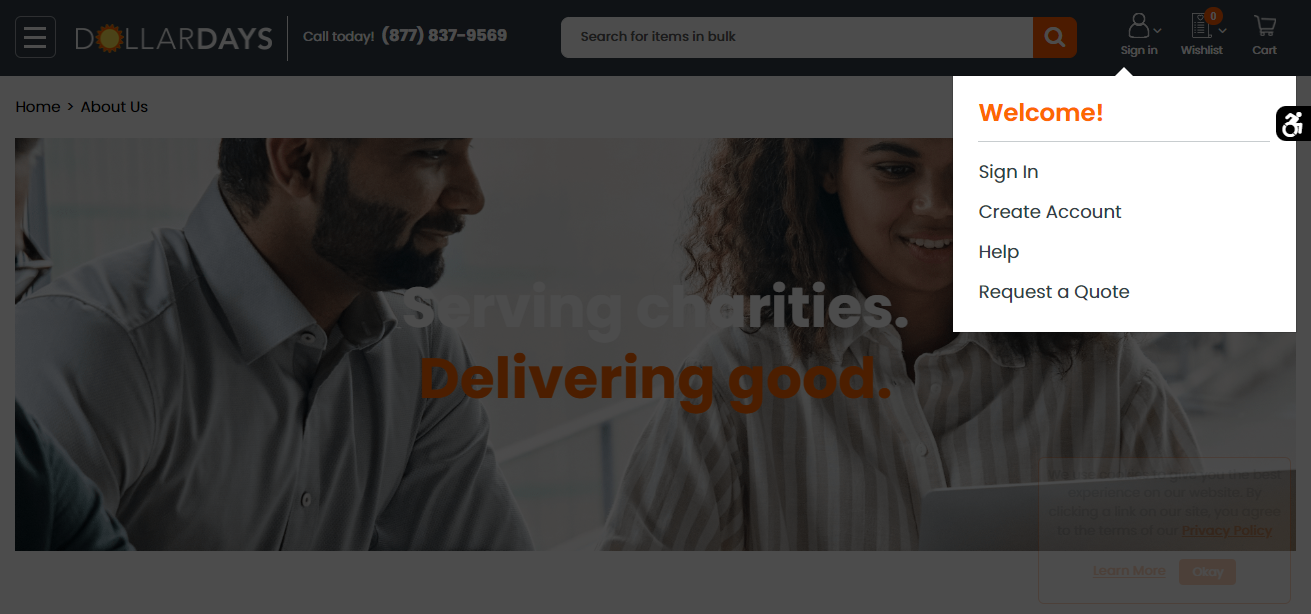 DOLLARDAYS
Call today! (877) 837-9569
Search for items in bulk
Sign in
0
Wishlist
Cart
Home > About Us
Welcome!
Sign In
Create Account
Help
Request a Quote
Serving charities.
Delivering good.
you the best
experience on our website. By
clicking a link on our site, you agree
to the terms of our Privacy Policy
Learn More
Okay